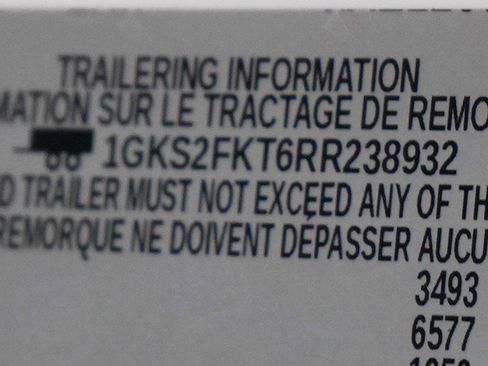 TRAILERING INFORMATION
MATION SUR LE TRACTAGE DE REMO
1GKS2FKT6RR238932
D TRAILER MUST NOT EXCEED ANY OF TH
REMORQUE NE DOIVENT DÉPASSER AUCU
3493
6577